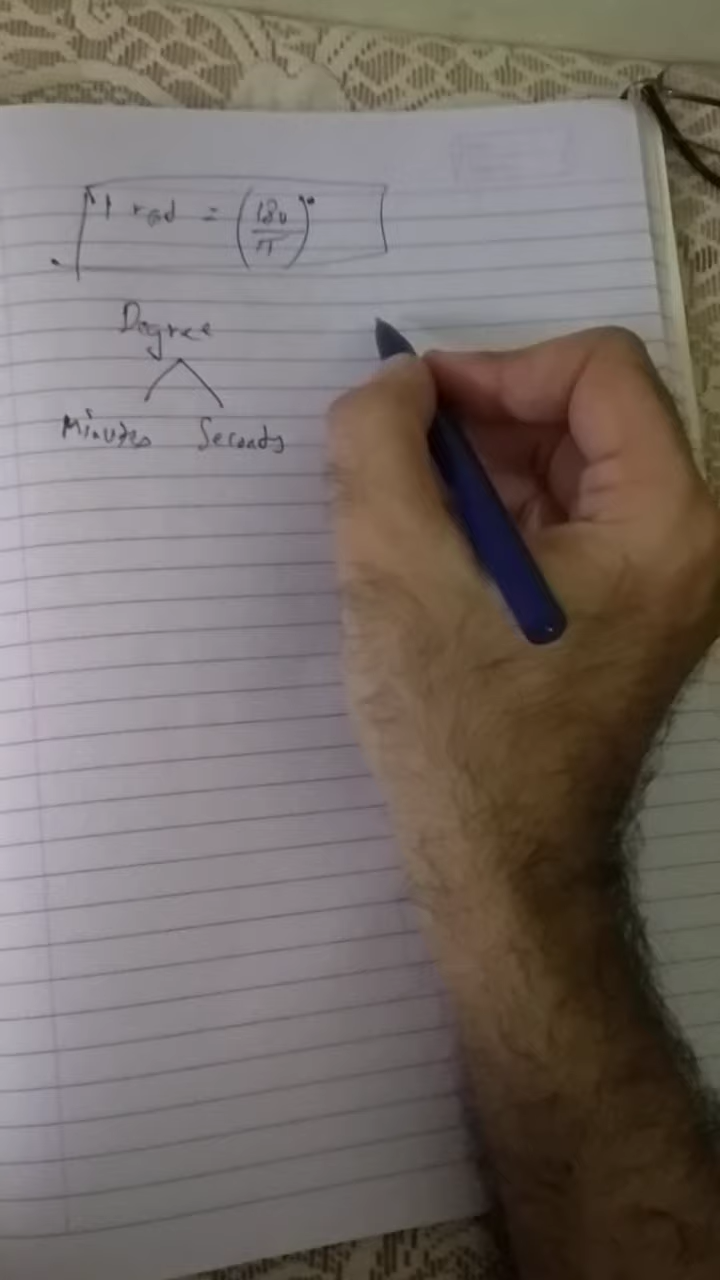 1 rad = (180/π)°
Degree
Minutes Seconds